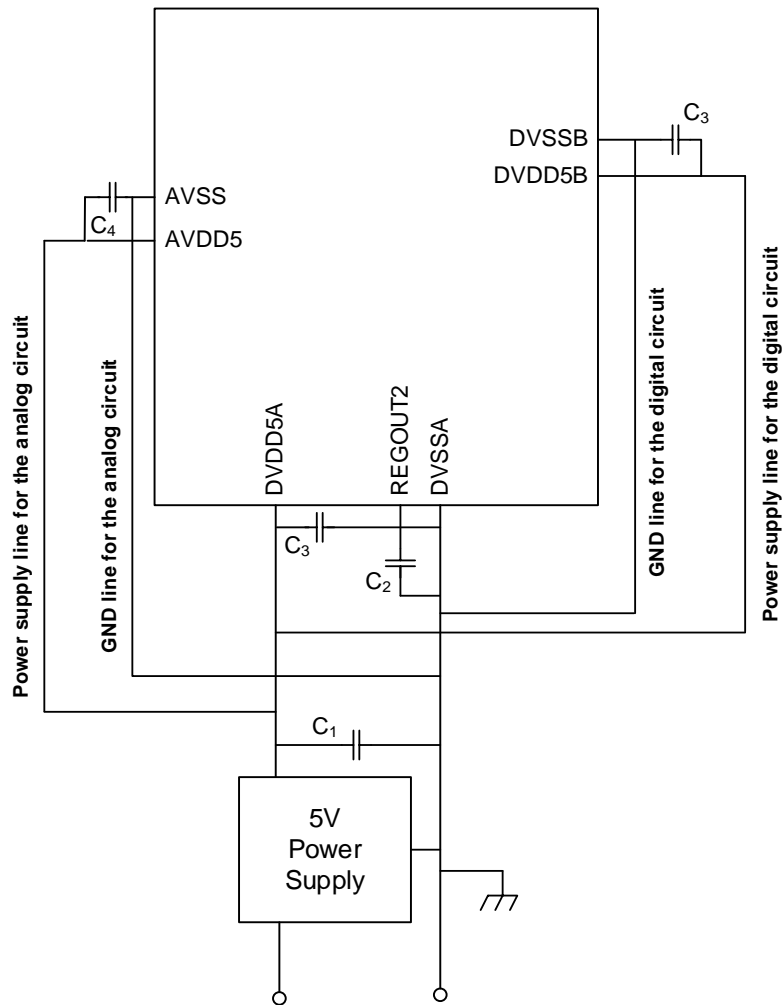 C₃
DVSSB
DVDD5B
AVSS
C₄
AVDD5
Power supply line for the analog circuit
GND line for the analog circuit
GND line for the digital circuit
Power supply line for the digital circuit
DVDD5A
REGOUT2
DVSSA
C₃
C₂
C₁
5V
Power
Supply